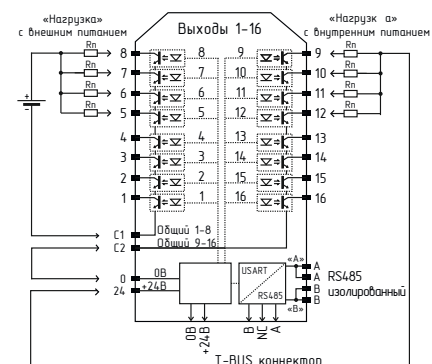 «Нагрузка»
с внешним питанием
Выходы 1-16
«Нагрузк а»
с внутренним питанием
Rn
8
8
9
9
Rn
Rn
7
7
10
10
Rn
Rn
6
6
11
11
Rn
Rn
5
5
12
12
Rn
+
4
4
13
13
3
3
14
14
2
2
15
15
1
1
16
16
C1
Общий 1-8
C2
Общий 9-16
0
0В
24
+24В
USART
RS485
«А»
A
A
B
B
«В»
RS485
изолированный
0В
+24В
B
NC
A
T-BUS коннектор